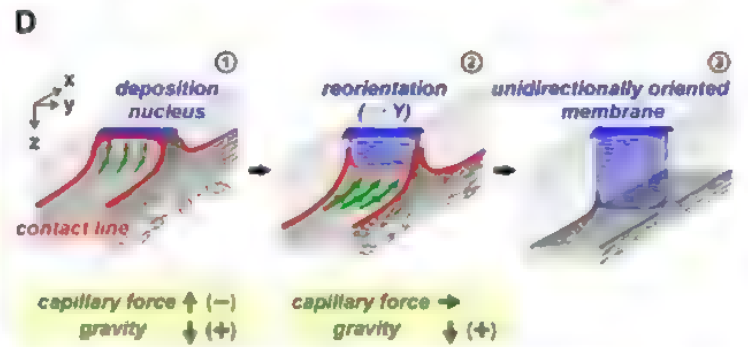 D
x
y
z
①
deposition
nucleus
contact line
②
reorientation
(→ Y)
③
unidirectionally oriented
membrane
capillary force ↑ (−)
gravity ↓ (+)
capillary force →
gravity ↓ (+)